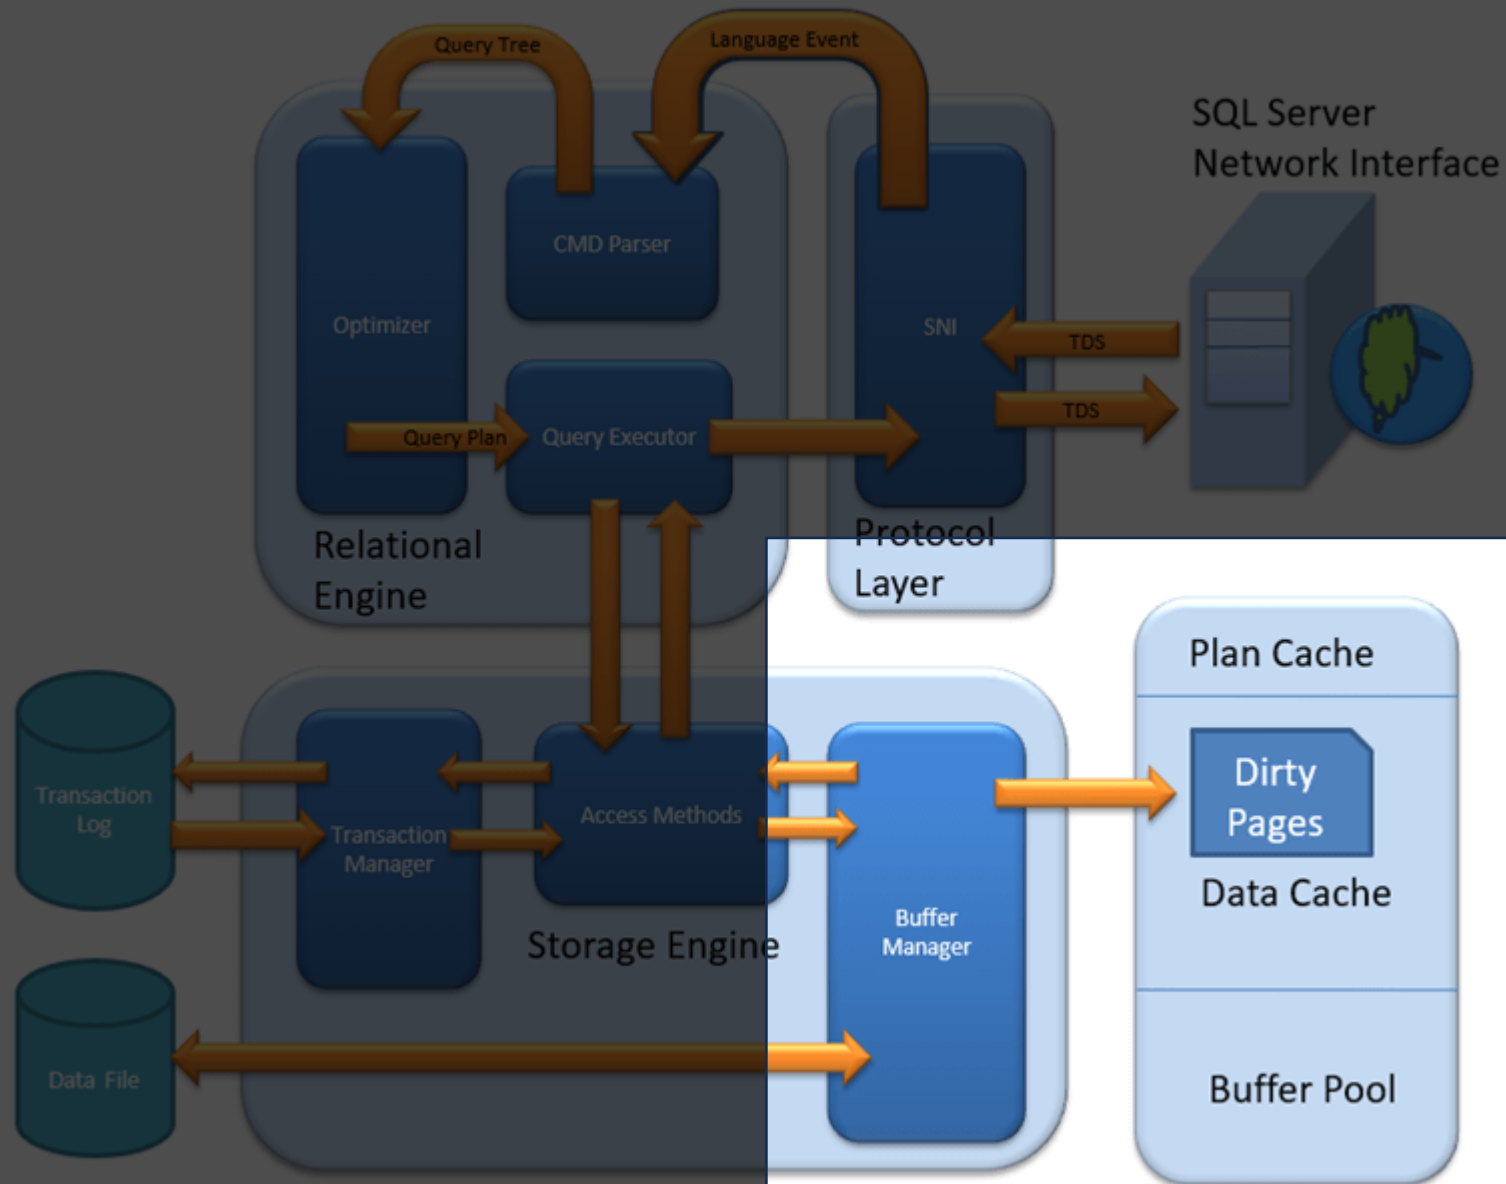 Query Tree
Language Event
SQL Server
Network Interface
CMD Parser
Optimizer
SNI
TDS
TDS
Query Plan
Query Executor
Relational
Engine
Protocol
Layer
Plan Cache
Dirty
Pages
Data Cache
Buffer Pool
Transaction
Log
Transaction
Manager
Access Methods
Buffer
Manager
Storage Engine
Data File